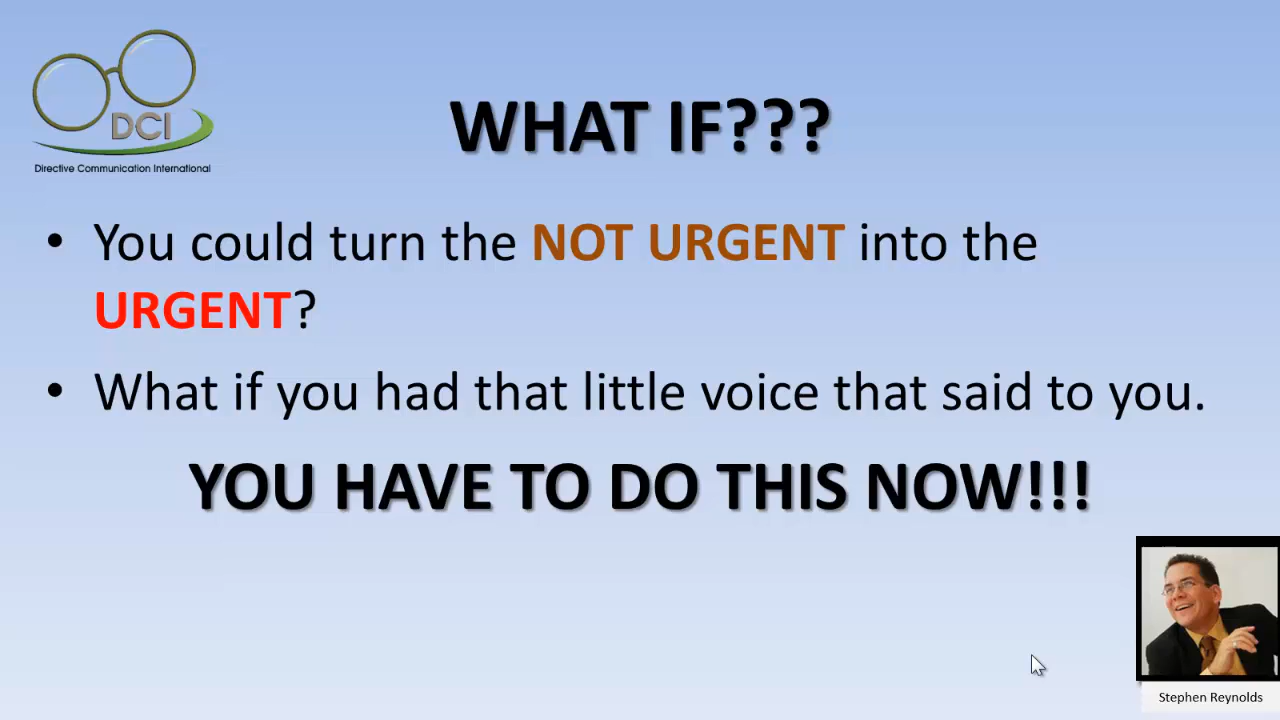 DCI
Directive Communication International
WHAT IF???
• You could turn the NOT URGENT into the
URGENT?
• What if you had that little voice that said to you.
YOU HAVE TO DO THIS NOW!!!
Stephen Reynolds